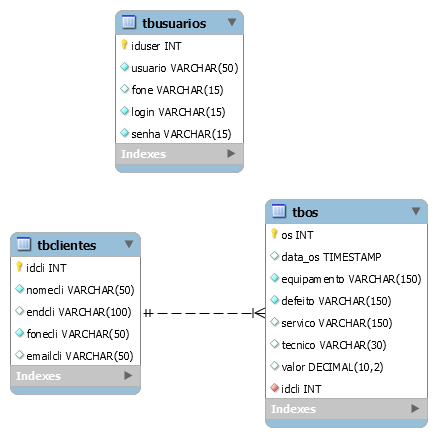 tbusuarios
iduser INT
usuario VARCHAR(50)
fone VARCHAR(15)
login VARCHAR(15)
senha VARCHAR(15)
Indexes
tbclientes
idcli INT
nomecli VARCHAR(50)
endcli VARCHAR(100)
fonecli VARCHAR(50)
emailcli VARCHAR(50)
Indexes
tbos
os INT
data_os TIMESTAMP
equipamento VARCHAR(150)
defeito VARCHAR(150)
servico VARCHAR(150)
tecnico VARCHAR(30)
valor DECIMAL(10,2)
idcli INT
Indexes